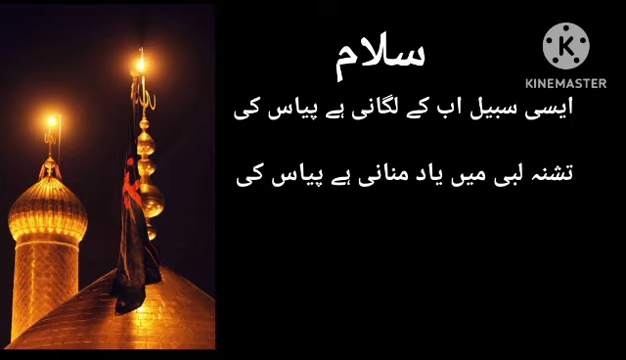 سلام
KINEMASTER
ایسی سبیل اب کے لگانی ہے پیاس کی
تشنہ لبی میں یاد منانی ہے پیاس کی